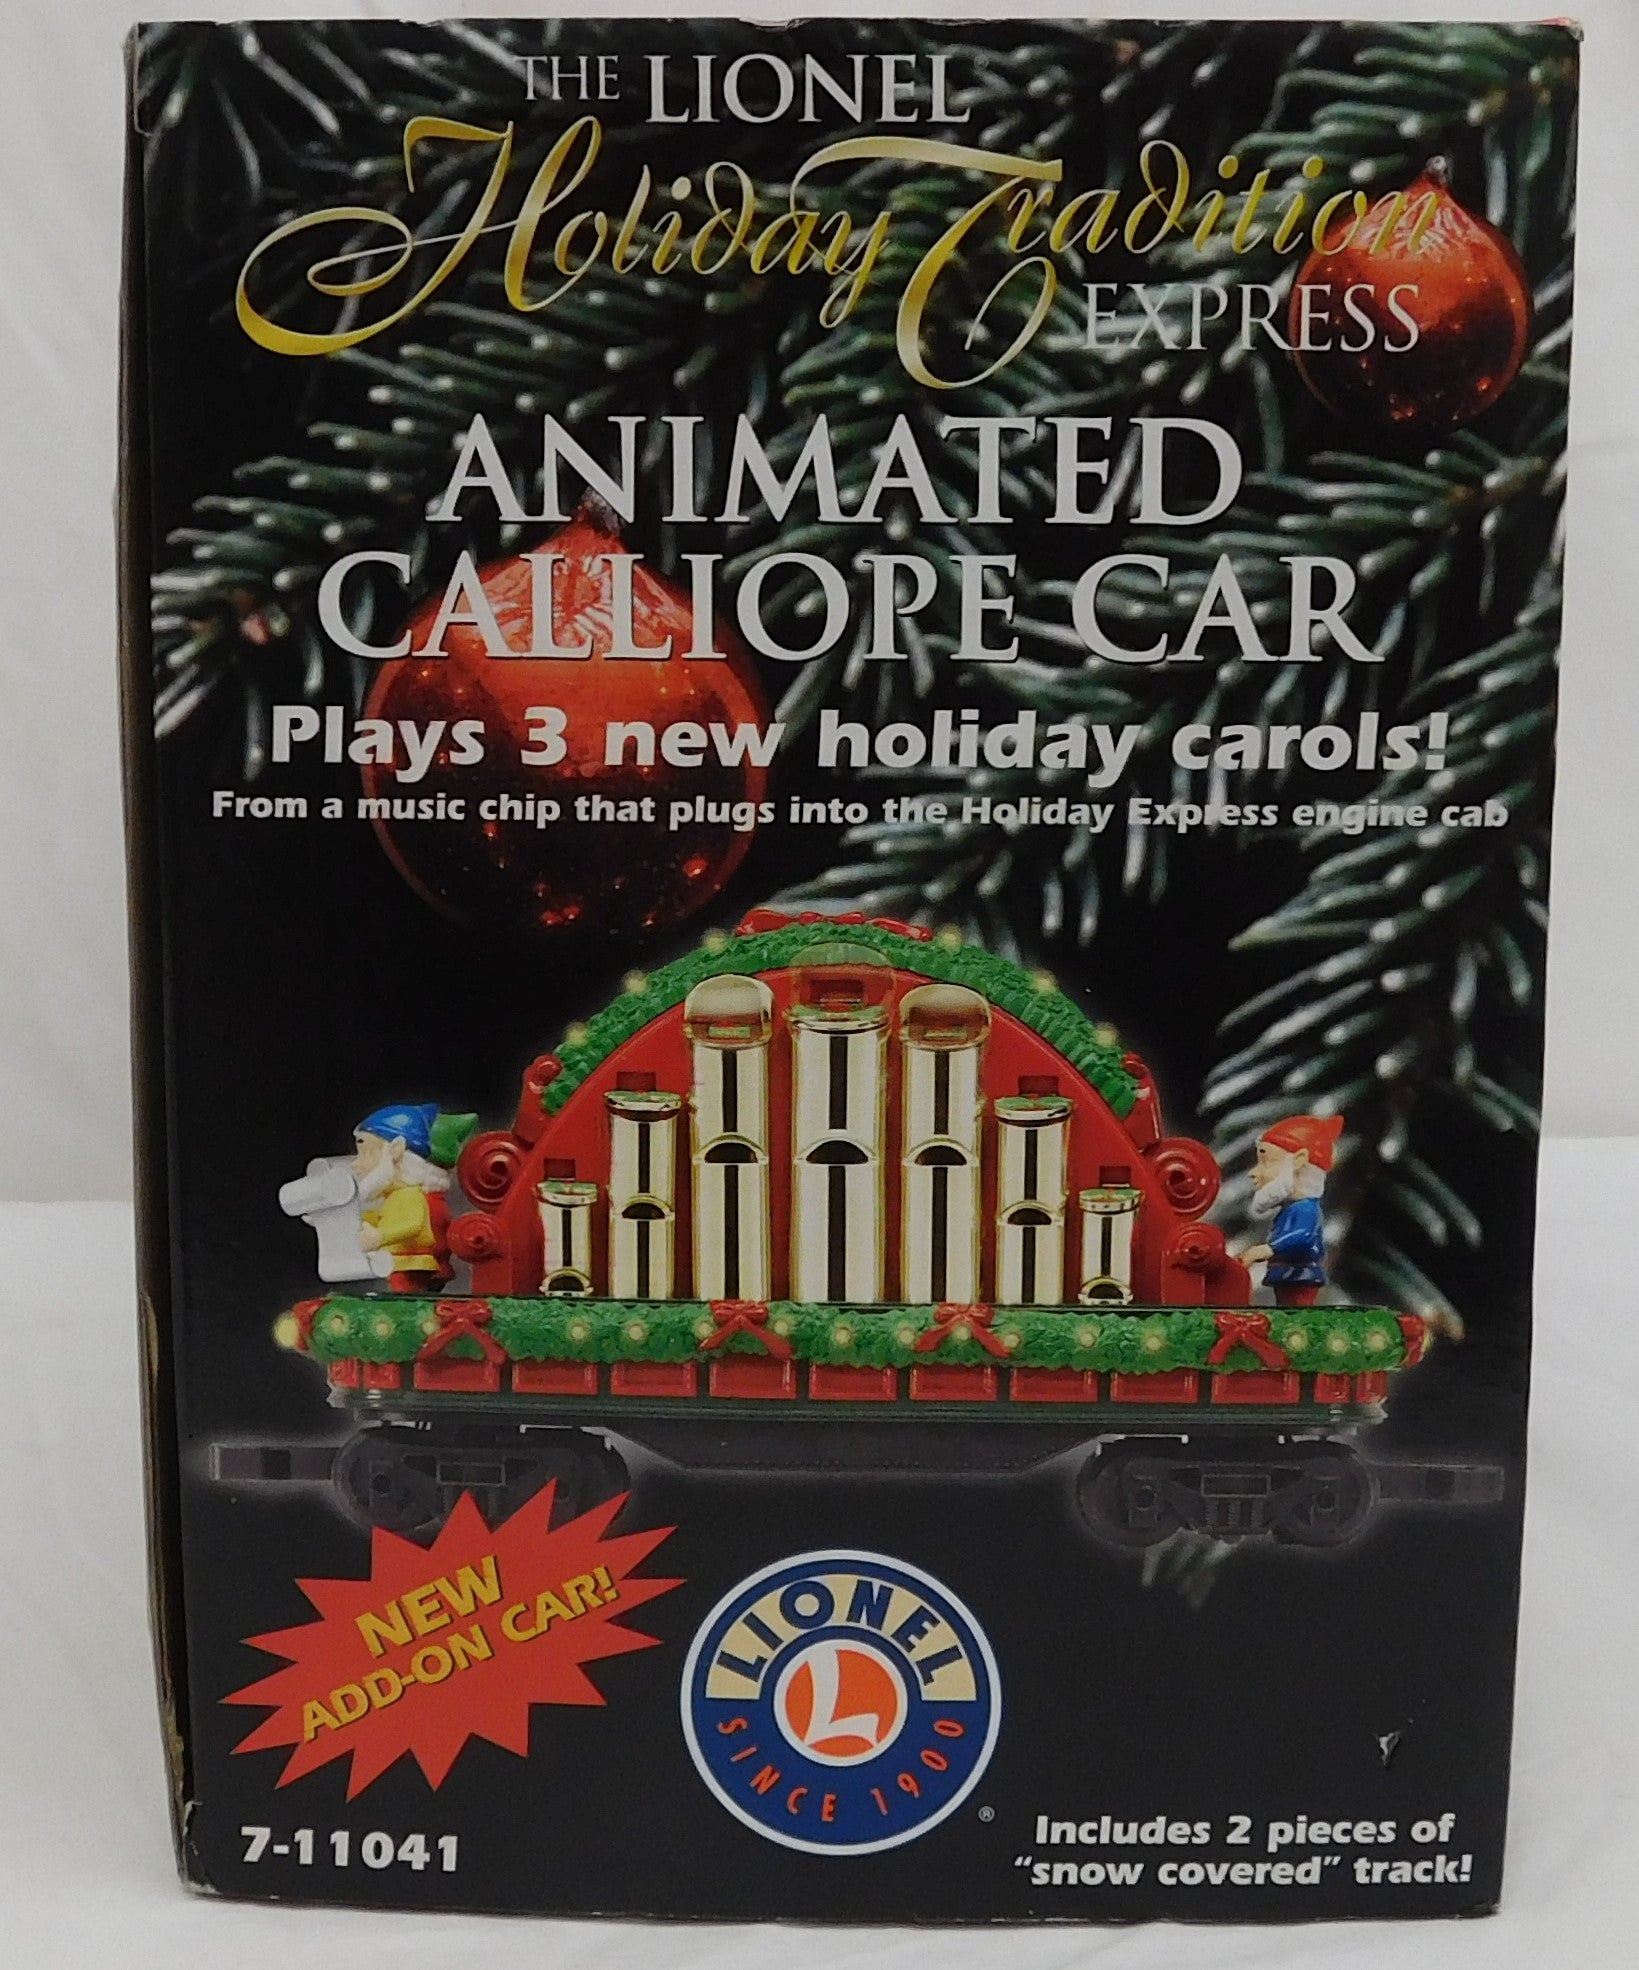 THE LIONEL®
Holiday Tradition
EXPRESS
ANIMATED
CALLIOPE CAR
Plays 3 new holiday carols!
From a music chip that plugs into the Holiday Express engine cab
NEW
ADD-ON CAR!
LIONEL
L
SINCE 1900
®
7-11041
Includes 2 pieces of
“snow covered” track!